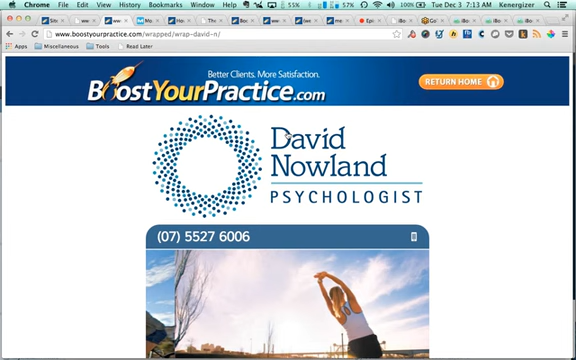 Chrome File Edit View History Bookmarks Window Help
55% 57% 100% Tue Dec 3 7:13 AM Kenergizer
www.boostyourpractice.com/wrapped/wrap-david-n/
Apps Miscellaneous Tools Read Later
Better Clients. More Satisfaction.
BoostYourPractice.com
RETURN HOME
David
Nowland
PSYCHOLOGIST
(07) 5527 6006